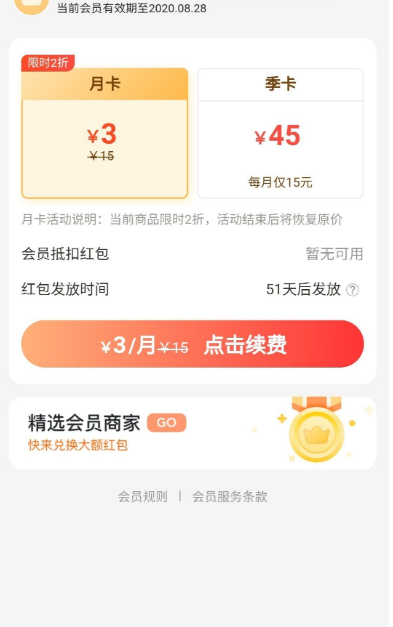 当前会员有效期至2020.08.28
限时2折
月卡
季卡
￥3
￥15
￥45
每月仅15元
月卡活动说明：当前商品限时2折，活动结束后将恢复原价
会员抵扣红包
暂无可用
红包发放时间
51天后发放 ?
￥3/月￥15 点击续费
精选会员商家 GO
快来兑换大额红包
会员规则 | 会员服务条款